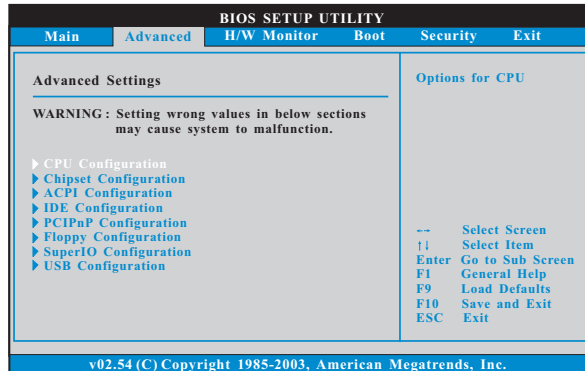 BIOS SETUP UTILITY
Main Advanced H/W Monitor Boot Security Exit
Advanced Settings
WARNING : Setting wrong values in below sections
may cause system to malfunction.
CPU Configuration
Chipset Configuration
ACPI Configuration
IDE Configuration
PCIPnP Configuration
Floppy Configuration
SuperIO Configuration
USB Configuration
Options for CPU
←→ Select Screen
↑↓ Select Item
Enter Go to Sub Screen
F1 General Help
F9 Load Defaults
F10 Save and Exit
ESC Exit
v02.54 (C) Copyright 1985-2003, American Megatrends, Inc.